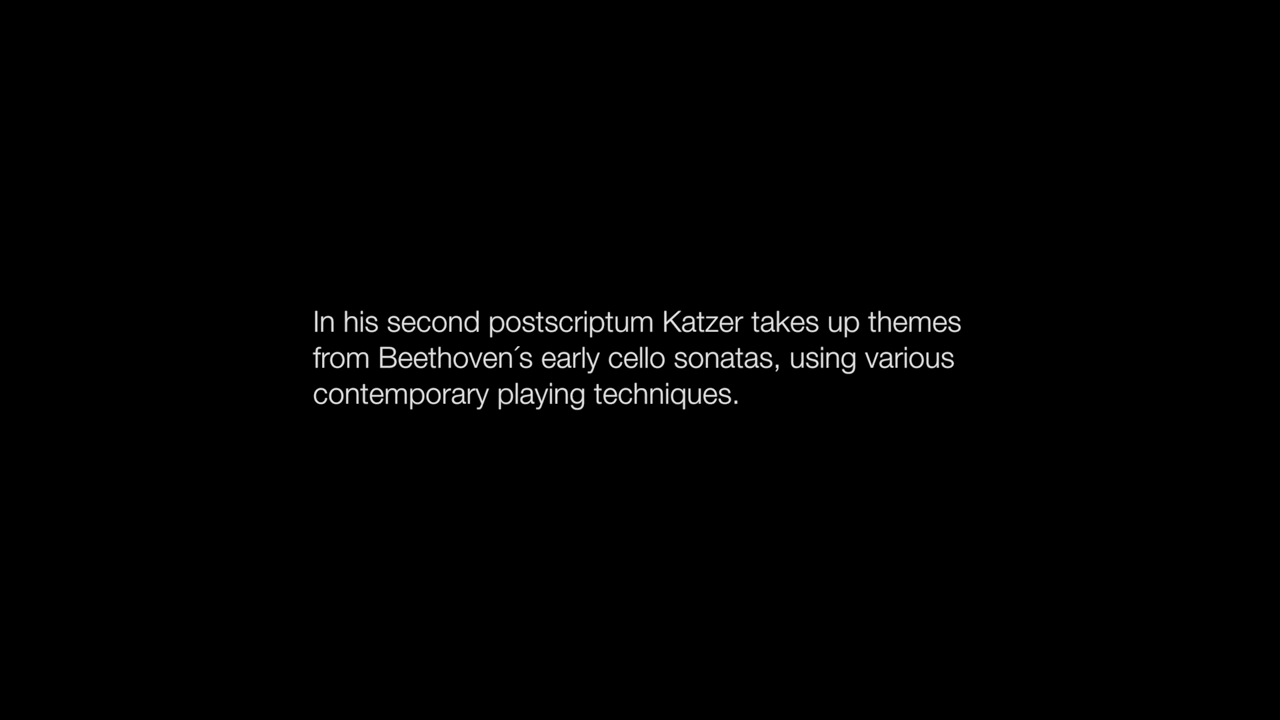 In his second postscriptum Katzer takes up themes
from Beethoven´s early cello sonatas, using various
contemporary playing techniques.